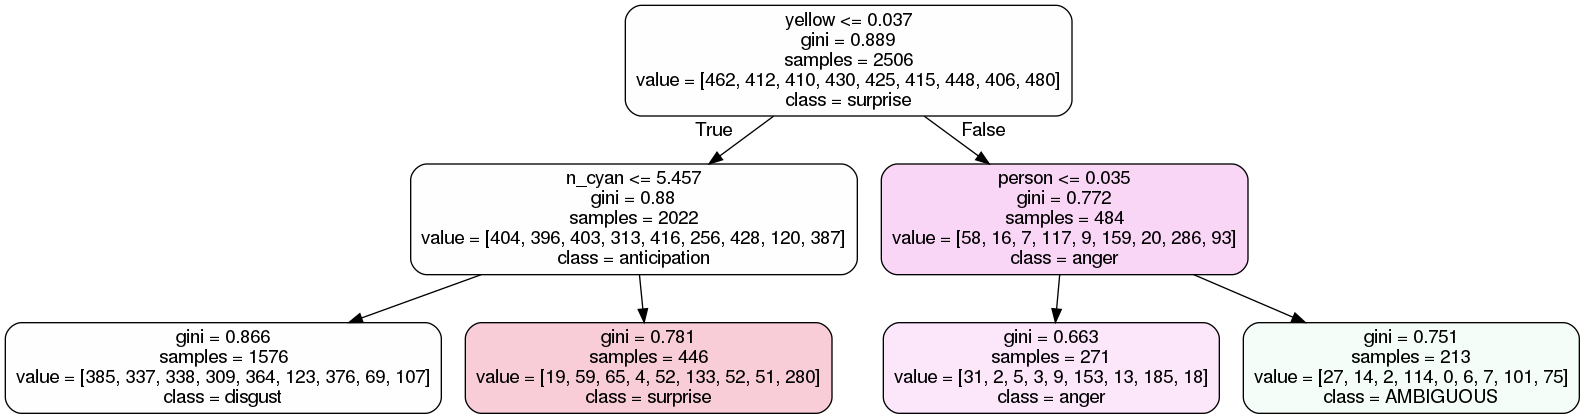 yellow <= 0.037
gini = 0.889
samples = 2506
value = [462, 412, 410, 430, 425, 415, 448, 406, 480]
class = surprise
True
False
n_cyan <= 5.457
gini = 0.88
samples = 2022
value = [404, 396, 403, 313, 416, 256, 428, 120, 387]
class = anticipation
person <= 0.035
gini = 0.772
samples = 484
value = [58, 16, 7, 117, 9, 159, 20, 286, 93]
class = anger
gini = 0.866
samples = 1576
value = [385, 337, 338, 309, 364, 123, 376, 69, 107]
class = disgust
gini = 0.781
samples = 446
value = [19, 59, 65, 4, 52, 133, 52, 51, 280]
class = surprise
gini = 0.663
samples = 271
value = [31, 2, 5, 3, 9, 153, 13, 185, 18]
class = anger
gini = 0.751
samples = 213
value = [27, 14, 2, 114, 0, 6, 7, 101, 75]
class = AMBIGUOUS